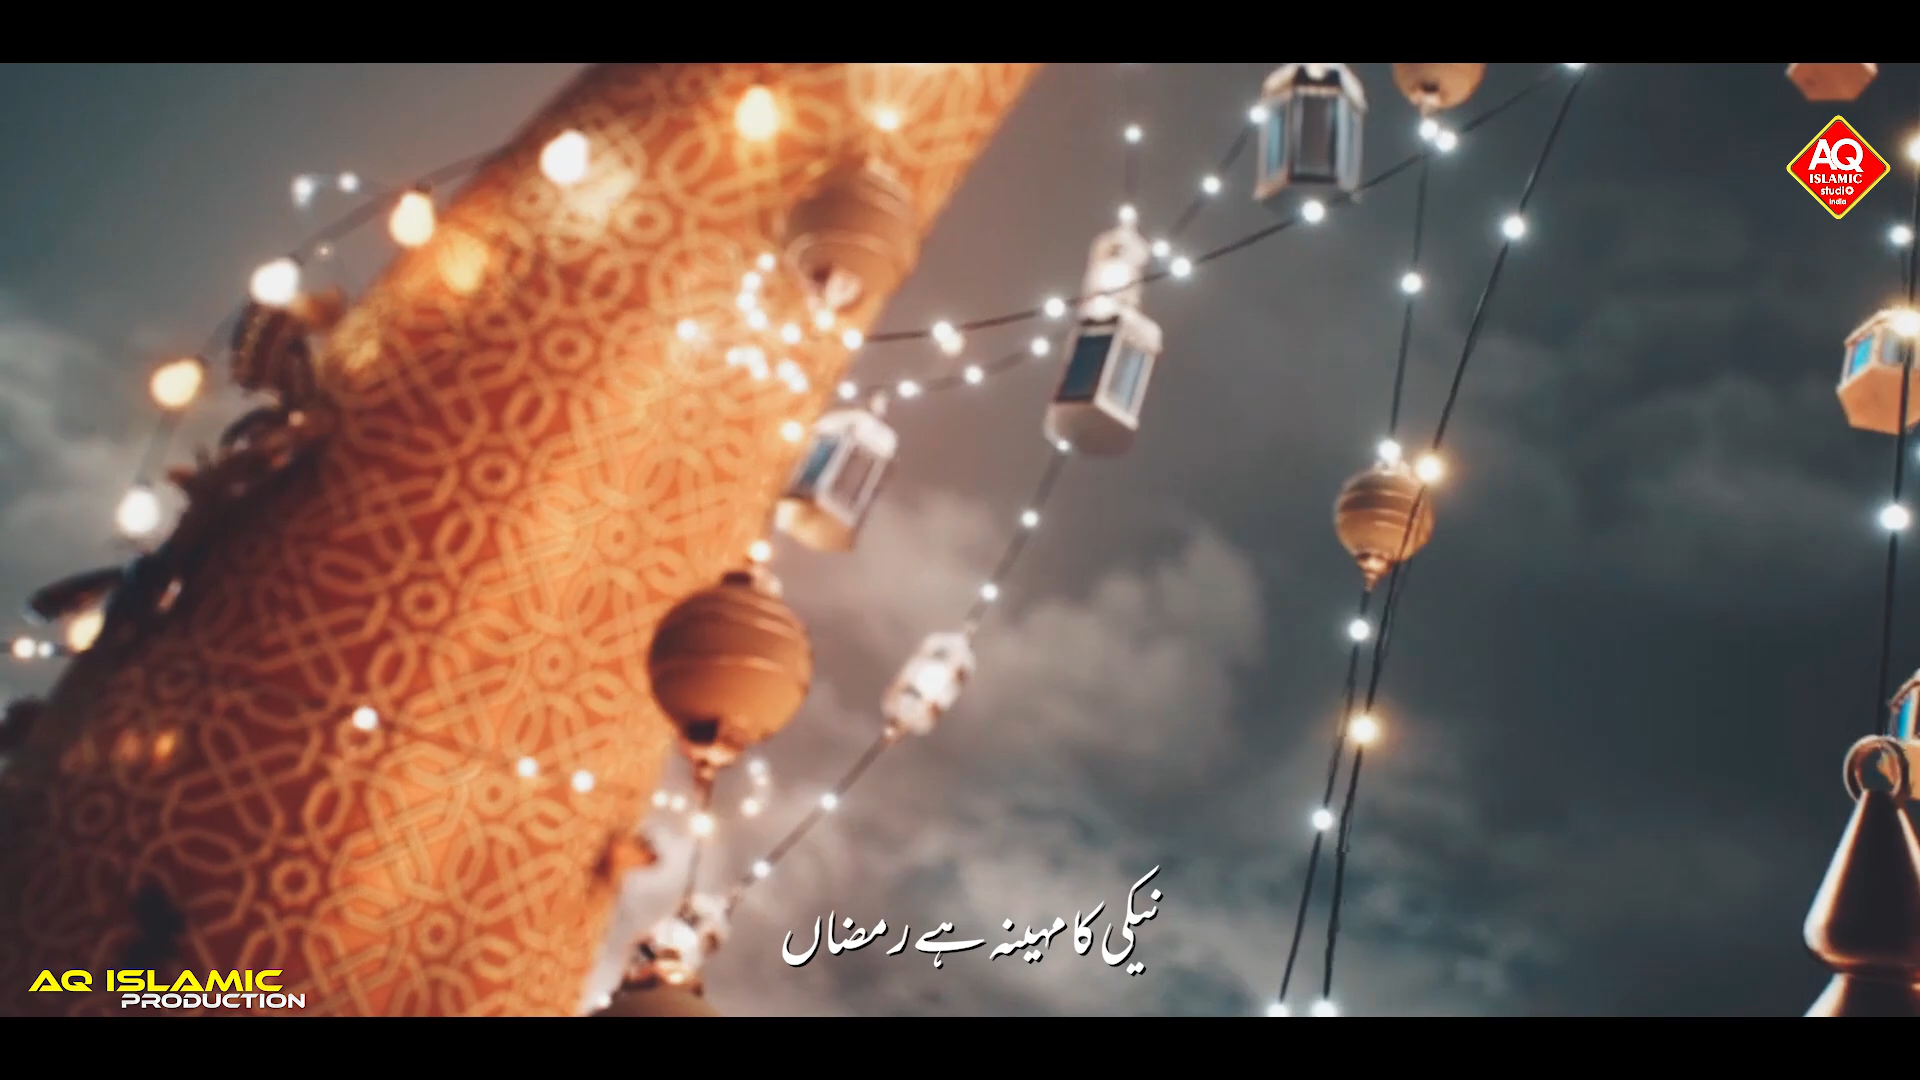 AQ
ISLAMIC
studio
India
نیکی کا مہینہ ہے رمضاں
AQ ISLAMIC
PRODUCTION